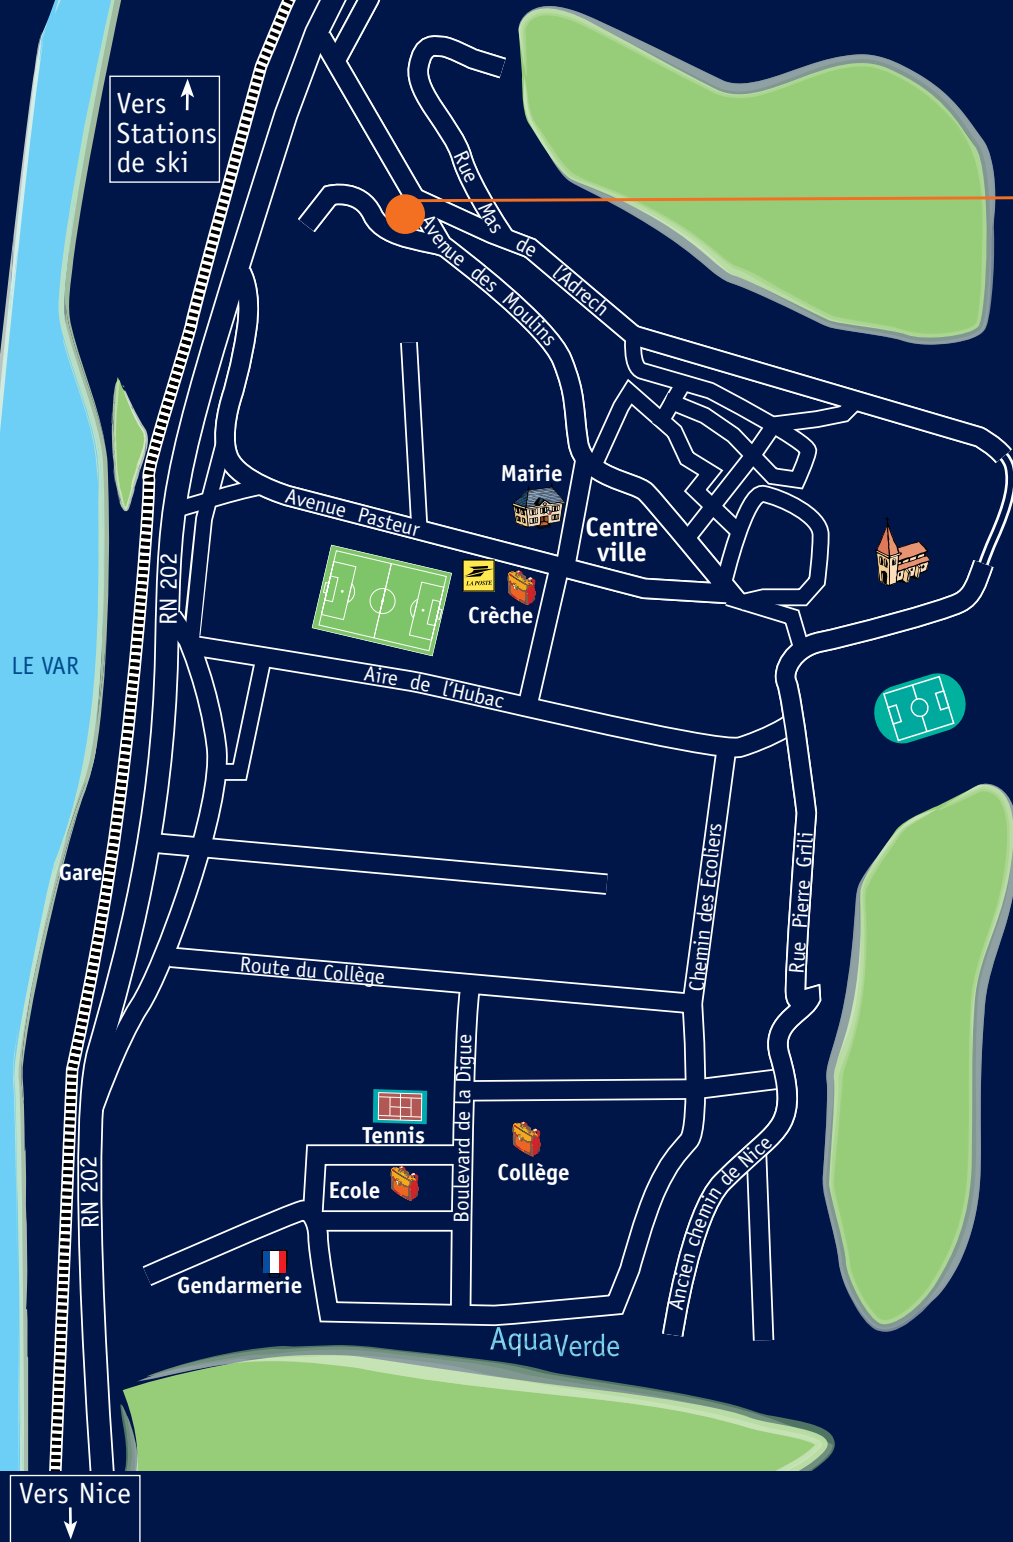 Vers
Stations
de ski
Rue Mas de l'Adrech
Avenue des Moulins
Mairie
Avenue Pasteur
Centre
ville
RN 202
LA POSTE
Crèche
LE VAR
Aire de l'Hubac
Gare
Chemin des Ecoliers
Rue Pierre Grili
Route du Collège
Boulevard de la Digue
Tennis
Collège
Ecole
RN 202
Ancien chemin de Nice
Gendarmerie
AquaVerde
Vers Nice